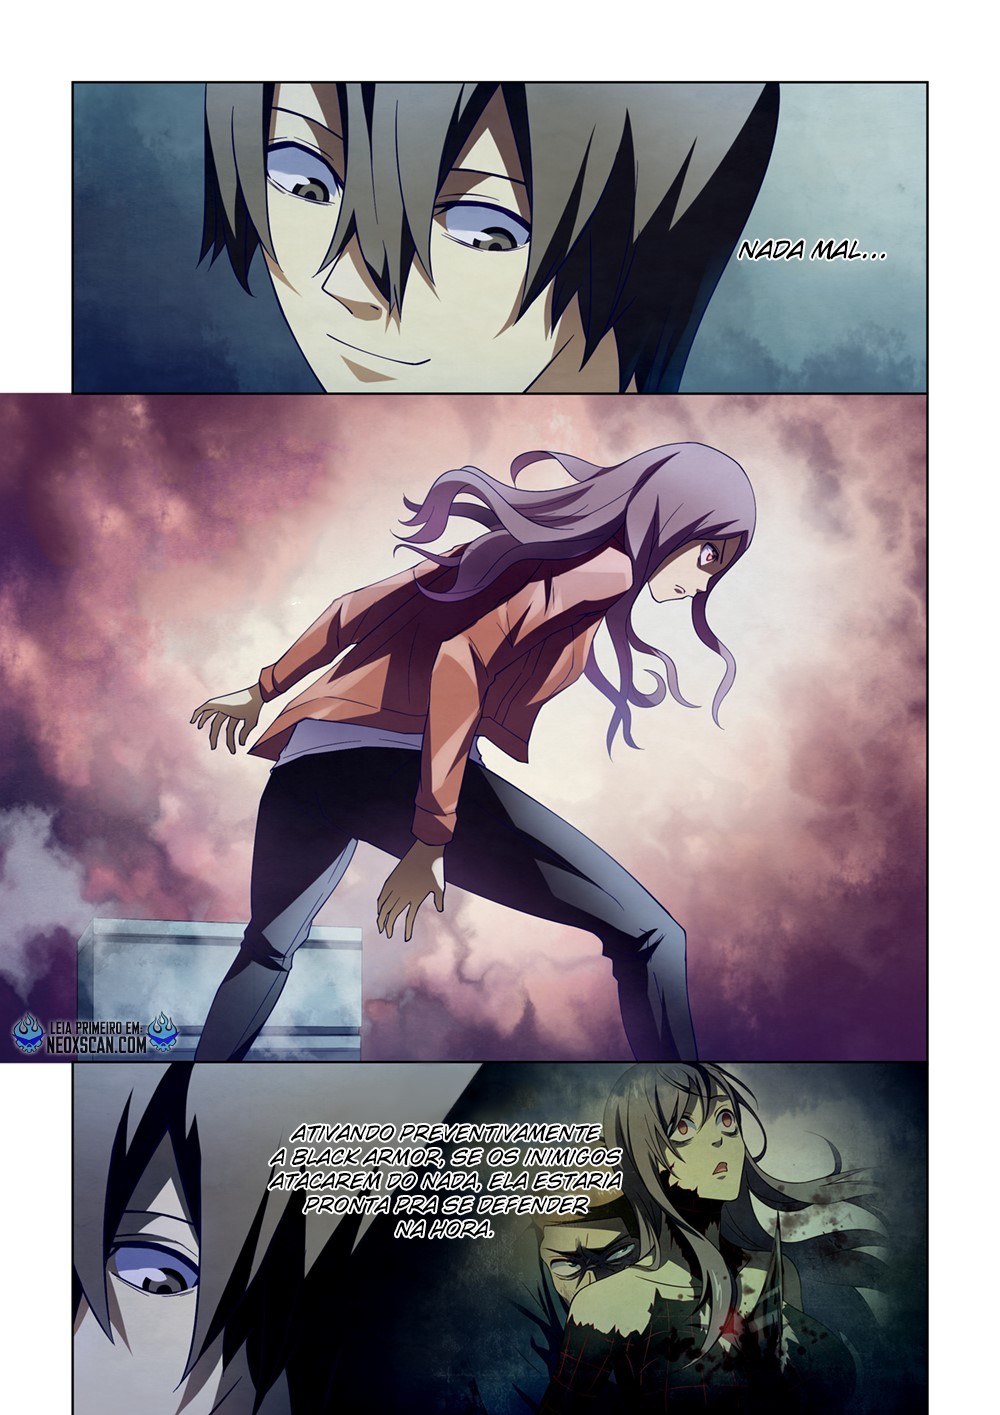 NADA MAL...
LEIA PRIMEIRO EM:
NEOXSCAN.COM
ATIVANDO PREVENTIVAMENTE
A BLACK ARMOR, SE OS INIMIGOS
ATACAREM DO NADA, ELA ESTARIA
PRONTA PRA SE DEFENDER
NA HORA.